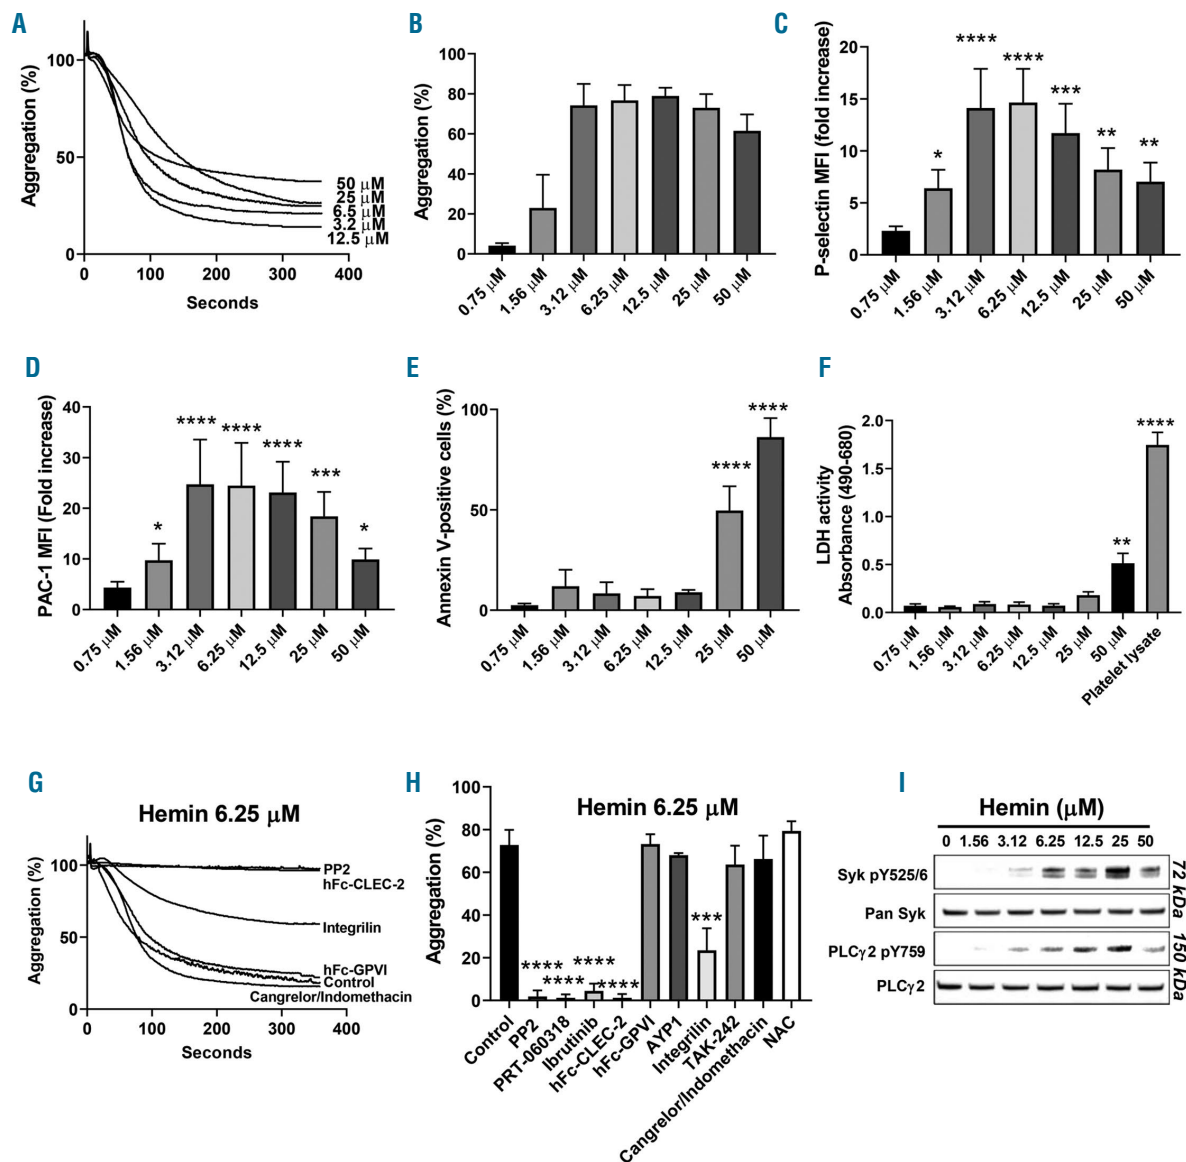 A
Aggregation (%)
100
50
0
0 100 200 300 400
Seconds
50 μM
25 μM
6.5 μM
3.2 μM
12.5 μM
B
Aggregation (%)
100
80
60
40
20
0
0.75 μM
1.56 μM
3.12 μM
6.25 μM
12.5 μM
25 μM
50 μM
C
P-selectin MFI (fold increase)
20
15
10
5
0
* **** **** *** ** **
0.75 μM
1.56 μM
3.12 μM
6.25 μM
12.5 μM
25 μM
50 μM
D
PAC-1 MFI (Fold increase)
40
30
20
10
0
* **** **** **** *** *
0.75 μM
1.56 μM
3.12 μM
6.25 μM
12.5 μM
25 μM
50 μM
E
Annexin V-positive cells (%)
100
50
0
**** ****
0.75 μM
1.56 μM
3.12 μM
6.25 μM
12.5 μM
25 μM
50 μM
F
LDH activity
Absorbance (490-680)
2.0
1.5
1.0
0.5
0.0
** ****
0.75 μM
1.56 μM
3.12 μM
6.25 μM
12.5 μM
25 μM
50 μM
Platelet lysate
G
Hemin 6.25 μM
Aggregation (%)
100
50
0
0 100 200 300 400
Seconds
PP2
hFc-CLEC-2
Integrilin
hFc-GPVI
Control
Cangrelor/Indomethacin
H
Hemin 6.25 μM
Aggregation (%)
100
80
60
40
20
0
**** **** **** **** ***
Control
PP2
PRT-060318
Ibrutinib
hFc-CLEC-2
hFc-GPVI
AYP1
Integrilin
TAK-242
Cangrelor/Indomethacin
NAC
I
Hemin (μM)
0 1.56 3.12 6.25 12.5 25 50
Syk pY525/6
Pan Syk
72 kDa
PLCγ2 pY759
PLCγ2
150 kDa